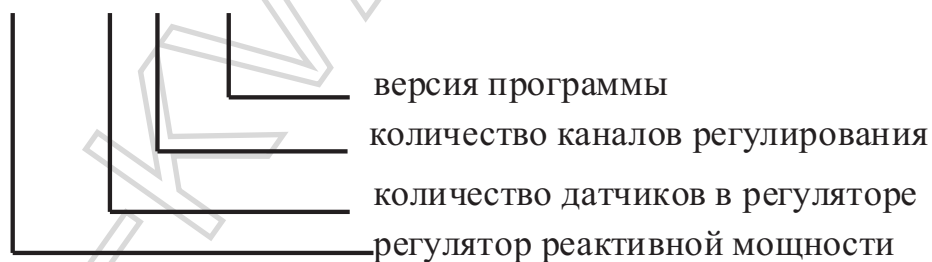 версия программы
количество каналов регулирования
количество датчиков в регуляторе
регулятор реактивной мощности